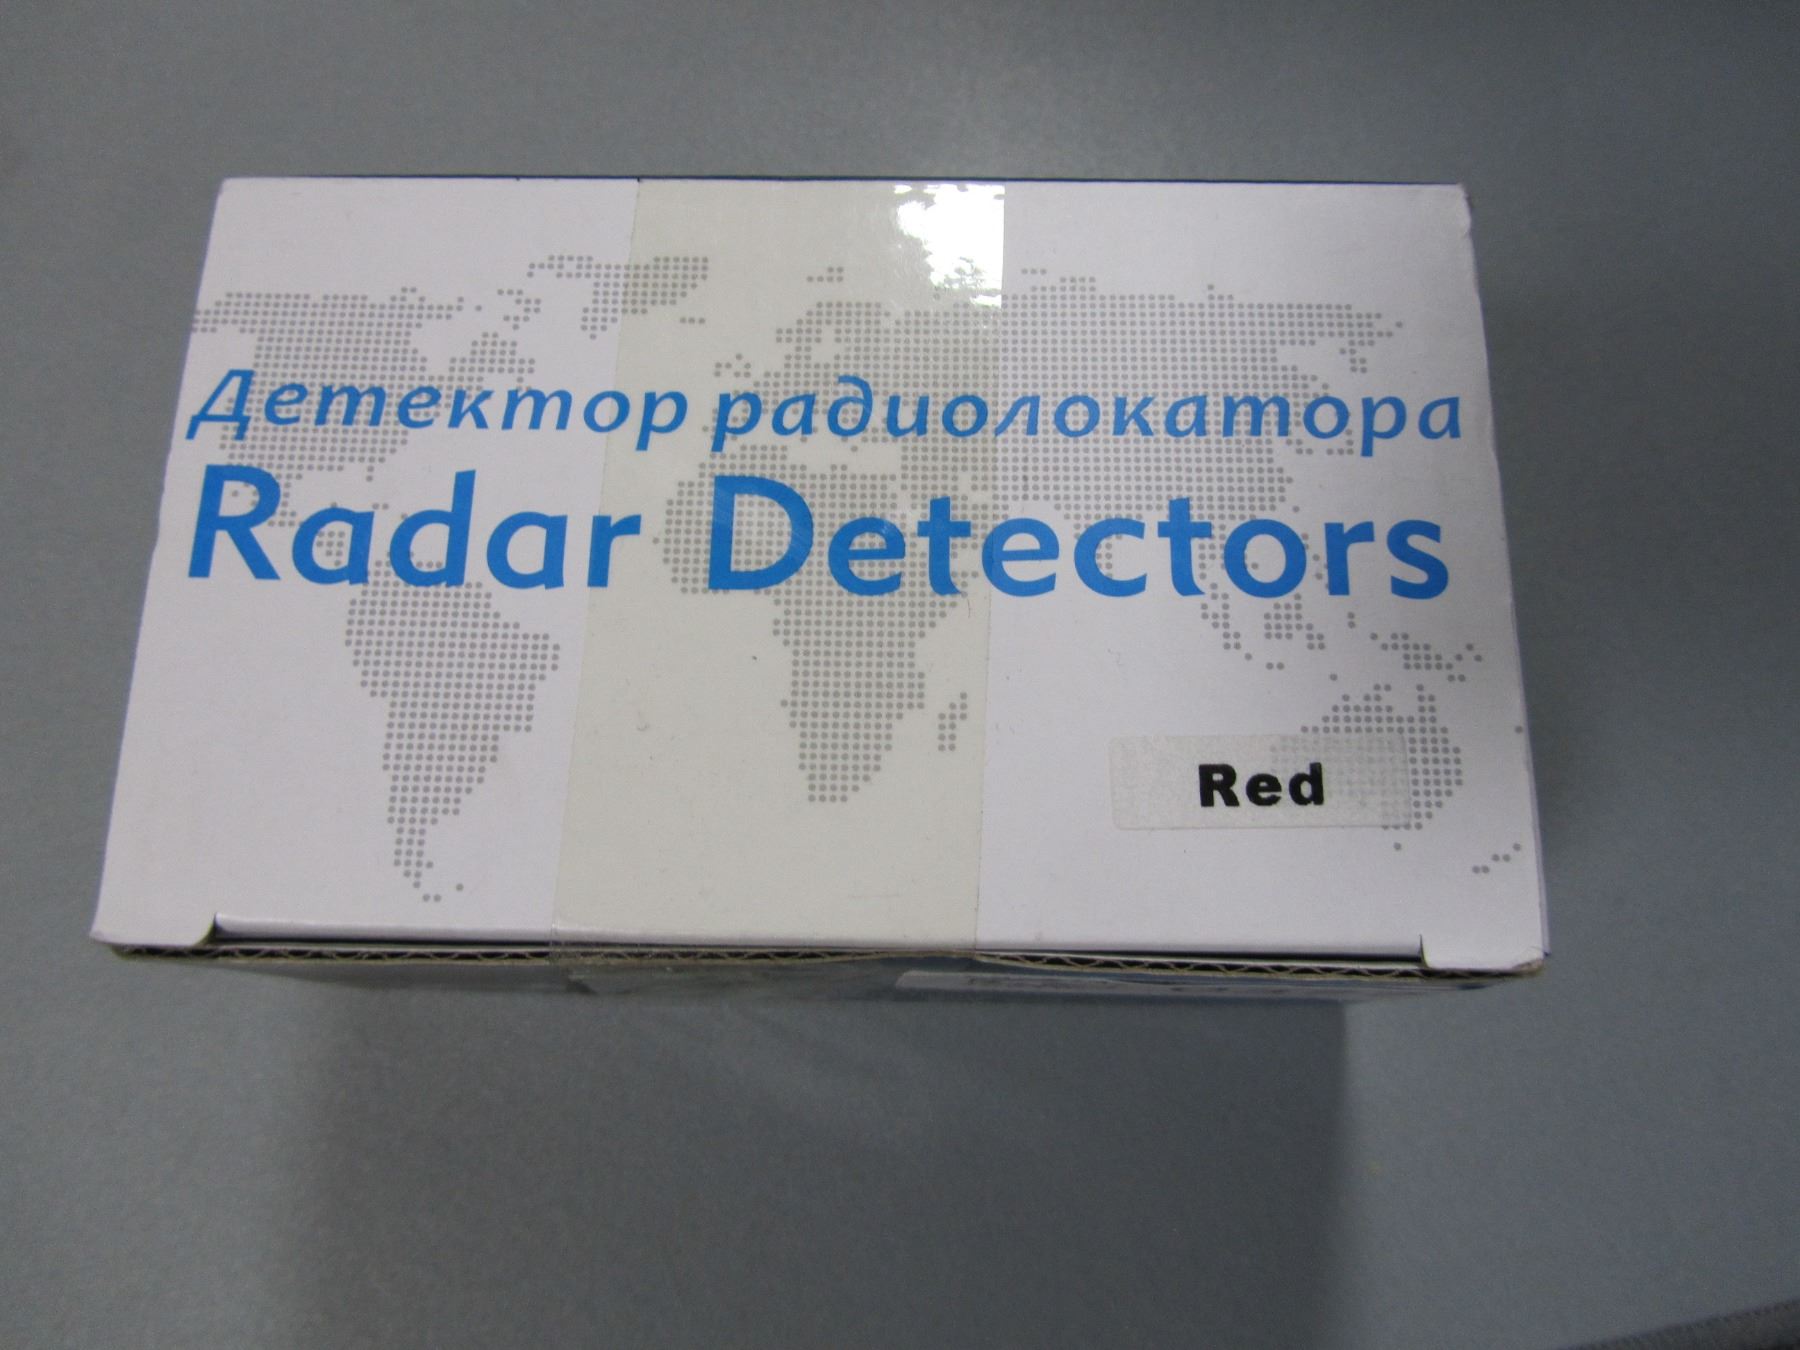 Детектор радиолокатора
Radar Detectors
Red